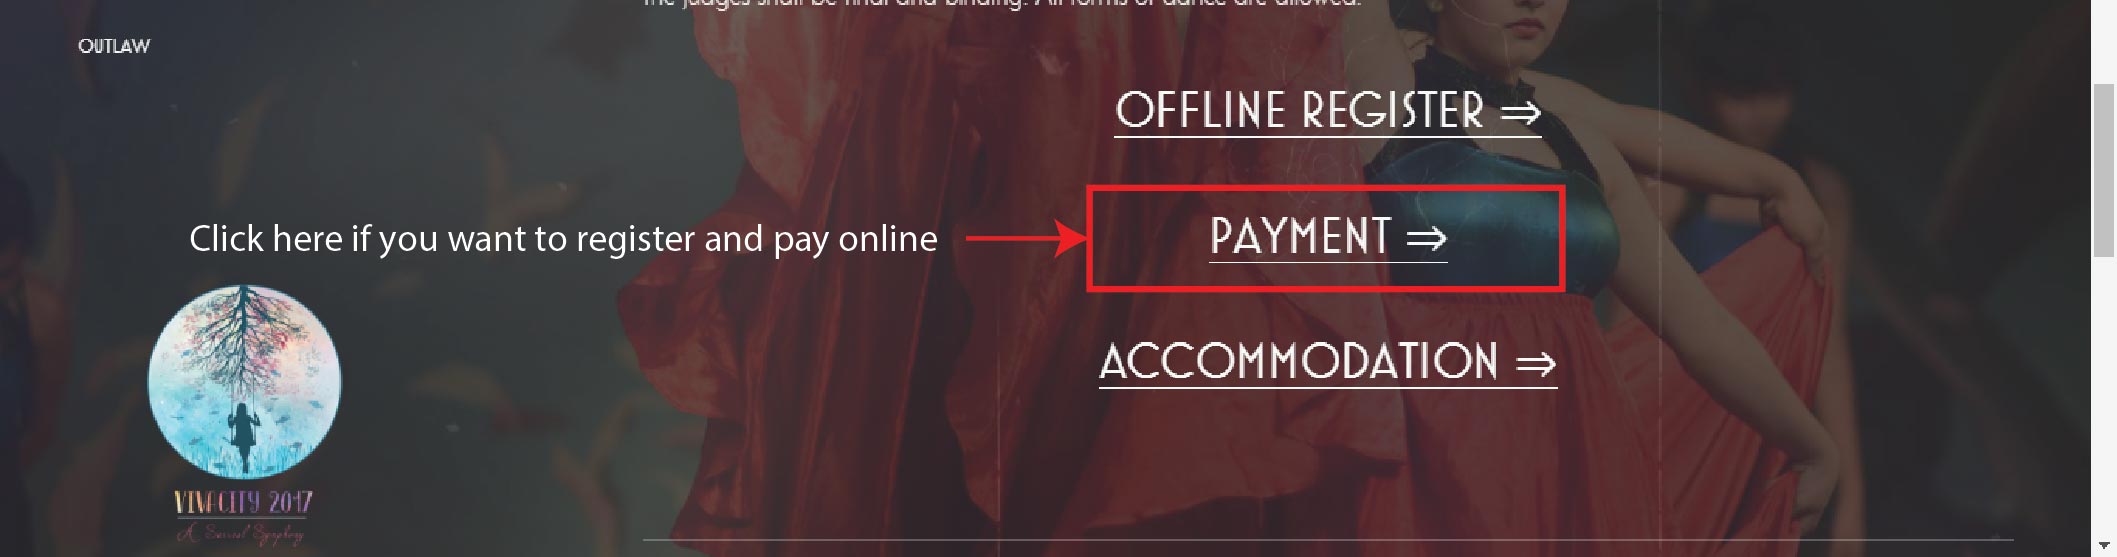 The judges shall be final and binding. All forms of dance are allowed.
OUTLAW
OFFLINE REGISTER ⇒
Click here if you want to register and pay online
PAYMENT ⇒
ACCOMMODATION ⇒
VIVACITY 2017
A Surreal Symphony